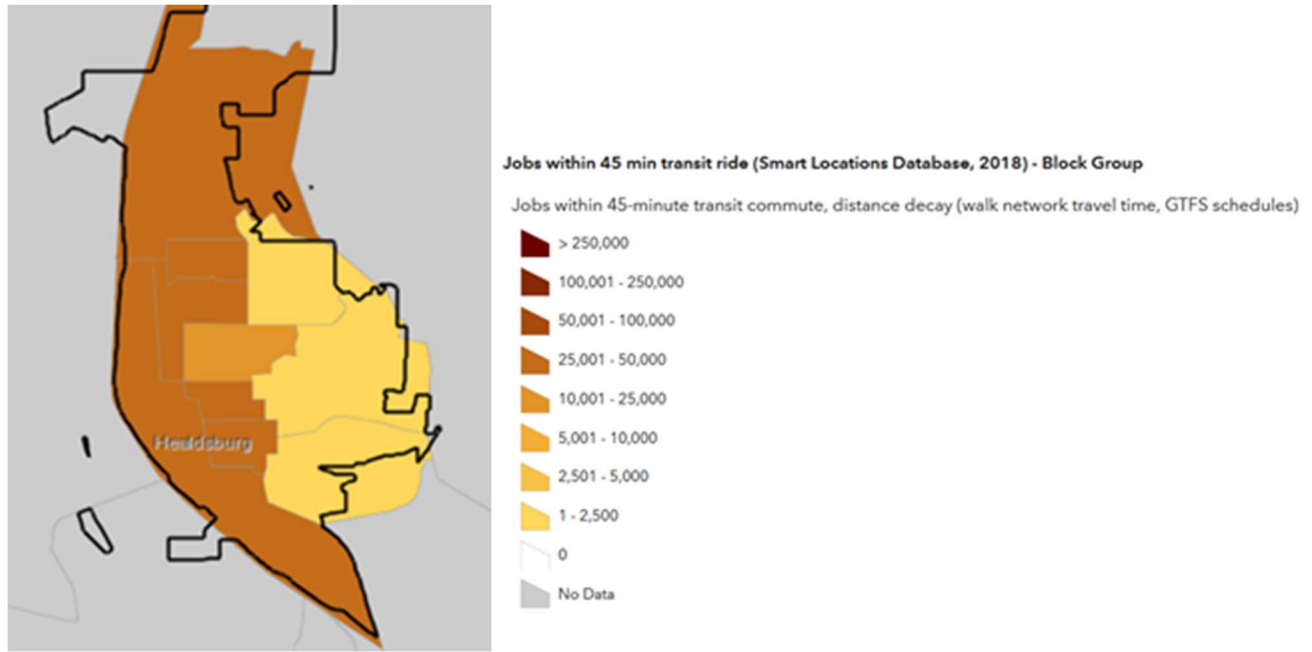 Healdsburg
Jobs within 45 min transit ride (Smart Locations Database, 2018) - Block Group
Jobs within 45-minute transit commute, distance decay (walk network travel time, GTFS schedules)
> 250,000
100,001 - 250,000
50,001 - 100,000
25,001 - 50,000
10,001 - 25,000
5,001 - 10,000
2,501 - 5,000
1 - 2,500
0
No Data